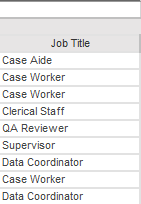 Job Title
Case Aide
Case Worker
Case Worker
Clerical Staff
QA Reviewer
Supervisor
Data Coordinator
Case Worker
Data Coordinator